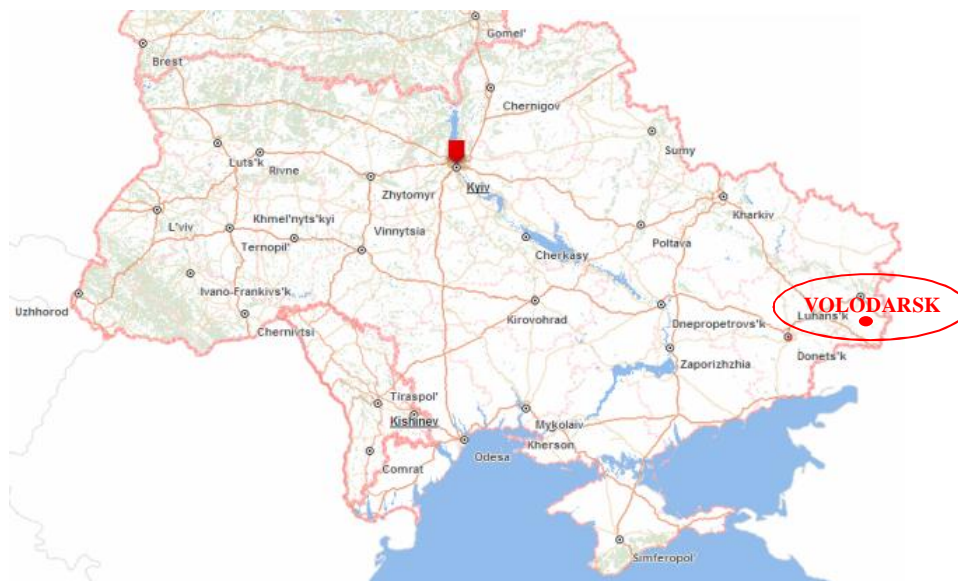 Gomel'
Brest
Chernigov
Sumy
Luts'k
Rivne
Zhytomyr
Kyiv
Kharkiv
L'viv
Khmel'nyts'kyi
Ternopil'
Vinnytsia
Cherkasy
Poltava
Ivano-Frankivs'k
Uzhhorod
Chernivtsi
Kirovohrad
Dnepropetrovs'k
VOLODARSK
Luhans'k
Donets'k
Zaporizhzhia
Tiraspol'
Kishinev
Mykolaiv
Kherson
Odesa
Comrat
Simferopol'